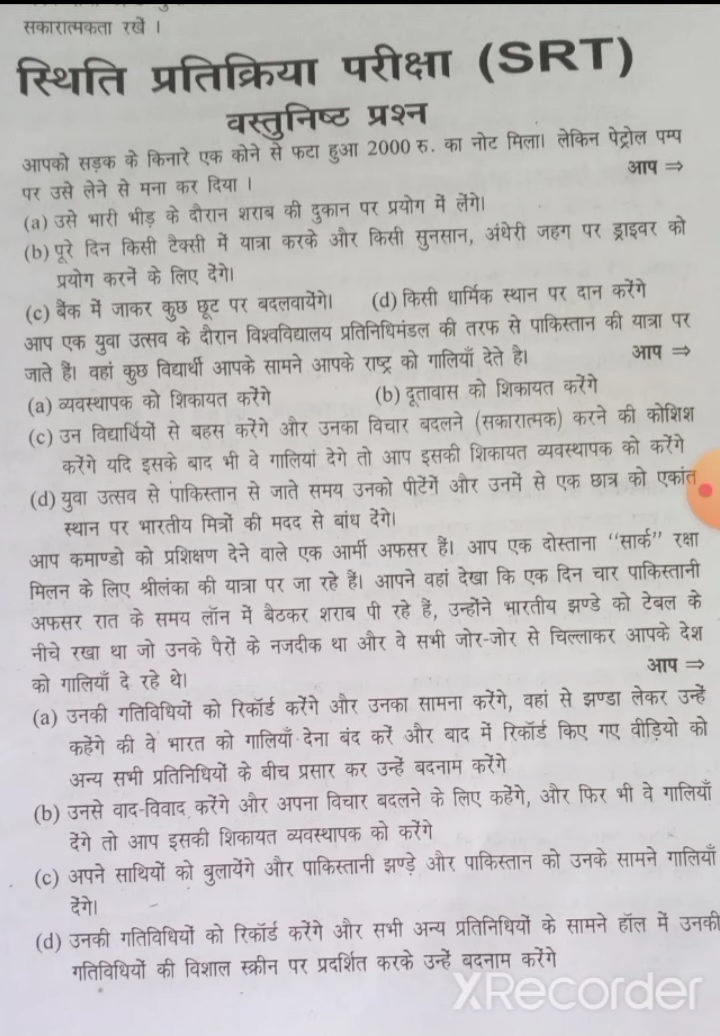 सकारात्मकता रखें ।
स्थिति प्रतिक्रिया परीक्षा (SRT)
वस्तुनिष्ठ प्रश्न
आपको सड़क के किनारे एक कोने से फटा हुआ 2000 रु. का नोट मिला। लेकिन पेट्रोल पम्प
पर उसे लेने से मना कर दिया । आप ⇒
(a) उसे भारी भीड़ के दौरान शराब की दुकान पर प्रयोग में लेंगे।
(b) पूरे दिन किसी टैक्सी में यात्रा करके और किसी सुनसान, अंधेरी जहग पर ड्राइवर को
प्रयोग करनें के लिए देंगे।
(c) बैंक में जाकर कुछ छूट पर बदलवायेंगे। (d) किसी धार्मिक स्थान पर दान करेंगे
आप एक युवा उत्सव के दौरान विश्वविद्यालय प्रतिनिधिमंडल की तरफ से पाकिस्तान की यात्रा पर
जाते हैं। वहां कुछ विद्यार्थी आपके सामने आपके राष्ट्र को गालियाँ देते है। आप ⇒
(a) व्यवस्थापक को शिकायत करेंगे (b) दूतावास को शिकायत करेंगे
(c) उन विद्यार्थियों से बहस करेंगे और उनका विचार बदलने (सकारात्मक) करने की कोशिश
करेंगे यदि इसके बाद भी वे गालियां देगे तो आप इसकी शिकायत व्यवस्थापक को करेंगे
(d) युवा उत्सव से पाकिस्तान से जाते समय उनको पीटेंगें और उनमें से एक छात्र को एकांत
स्थान पर भारतीय मित्रों की मदद से बांध देंगे।
आप कमाण्डो को प्रशिक्षण देने वाले एक आर्मी अफसर हैं। आप एक दोस्ताना ‘‘सार्क’’ रक्षा
मिलन के लिए श्रीलंका की यात्रा पर जा रहे हैं। आपने वहां देखा कि एक दिन चार पाकिस्तानी
अफसर रात के समय लॉन में बैठकर शराब पी रहे हैं, उन्होंने भारतीय झण्डे को टेबल के
नीचे रखा था जो उनके पैरों के नजदीक था और वे सभी जोर-जोर से चिल्लाकर आपके देश
को गालियाँ दे रहे थे। आप ⇒
(a) उनकी गतिविधियों को रिकॉर्ड करेंगे और उनका सामना करेंगे, वहां से झण्डा लेकर उन्हें
कहेंगे की वे भारत को गालियाँ देना बंद करें और बाद में रिकॉर्ड किए गए वीड़ियो को
अन्य सभी प्रतिनिधियों के बीच प्रसार कर उन्हें बदनाम करेंगे
(b) उनसे वाद-विवाद करेंगे और अपना विचार बदलने के लिए कहेंगे, और फिर भी वे गालियाँ
देंगे तो आप इसकी शिकायत व्यवस्थापक को करेंगे
(c) अपने साथियों को बुलायेंगे और पाकिस्तानी झण्ड़े और पाकिस्तान को उनके सामने गालियाँ
देंगे।
(d) उनकी गतिविधियों को रिकॉर्ड करेंगे और सभी अन्य प्रतिनिधियों के सामने हॉल में उनकी
गतिविधियों की विशाल स्क्रीन पर प्रदर्शित करके उन्हें बदनाम करेंगे
XRecorder